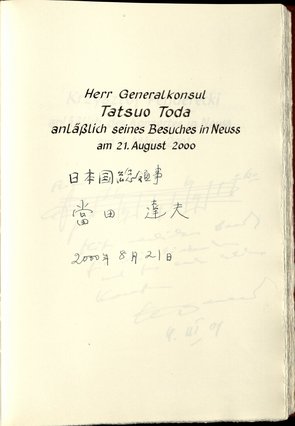 Herr Generalkonsul
Tatsuo Toda
anläßlich seines Besuches in Neuss
am 21. August 2000
日本国総領事
當田 達夫
2000年8月21日